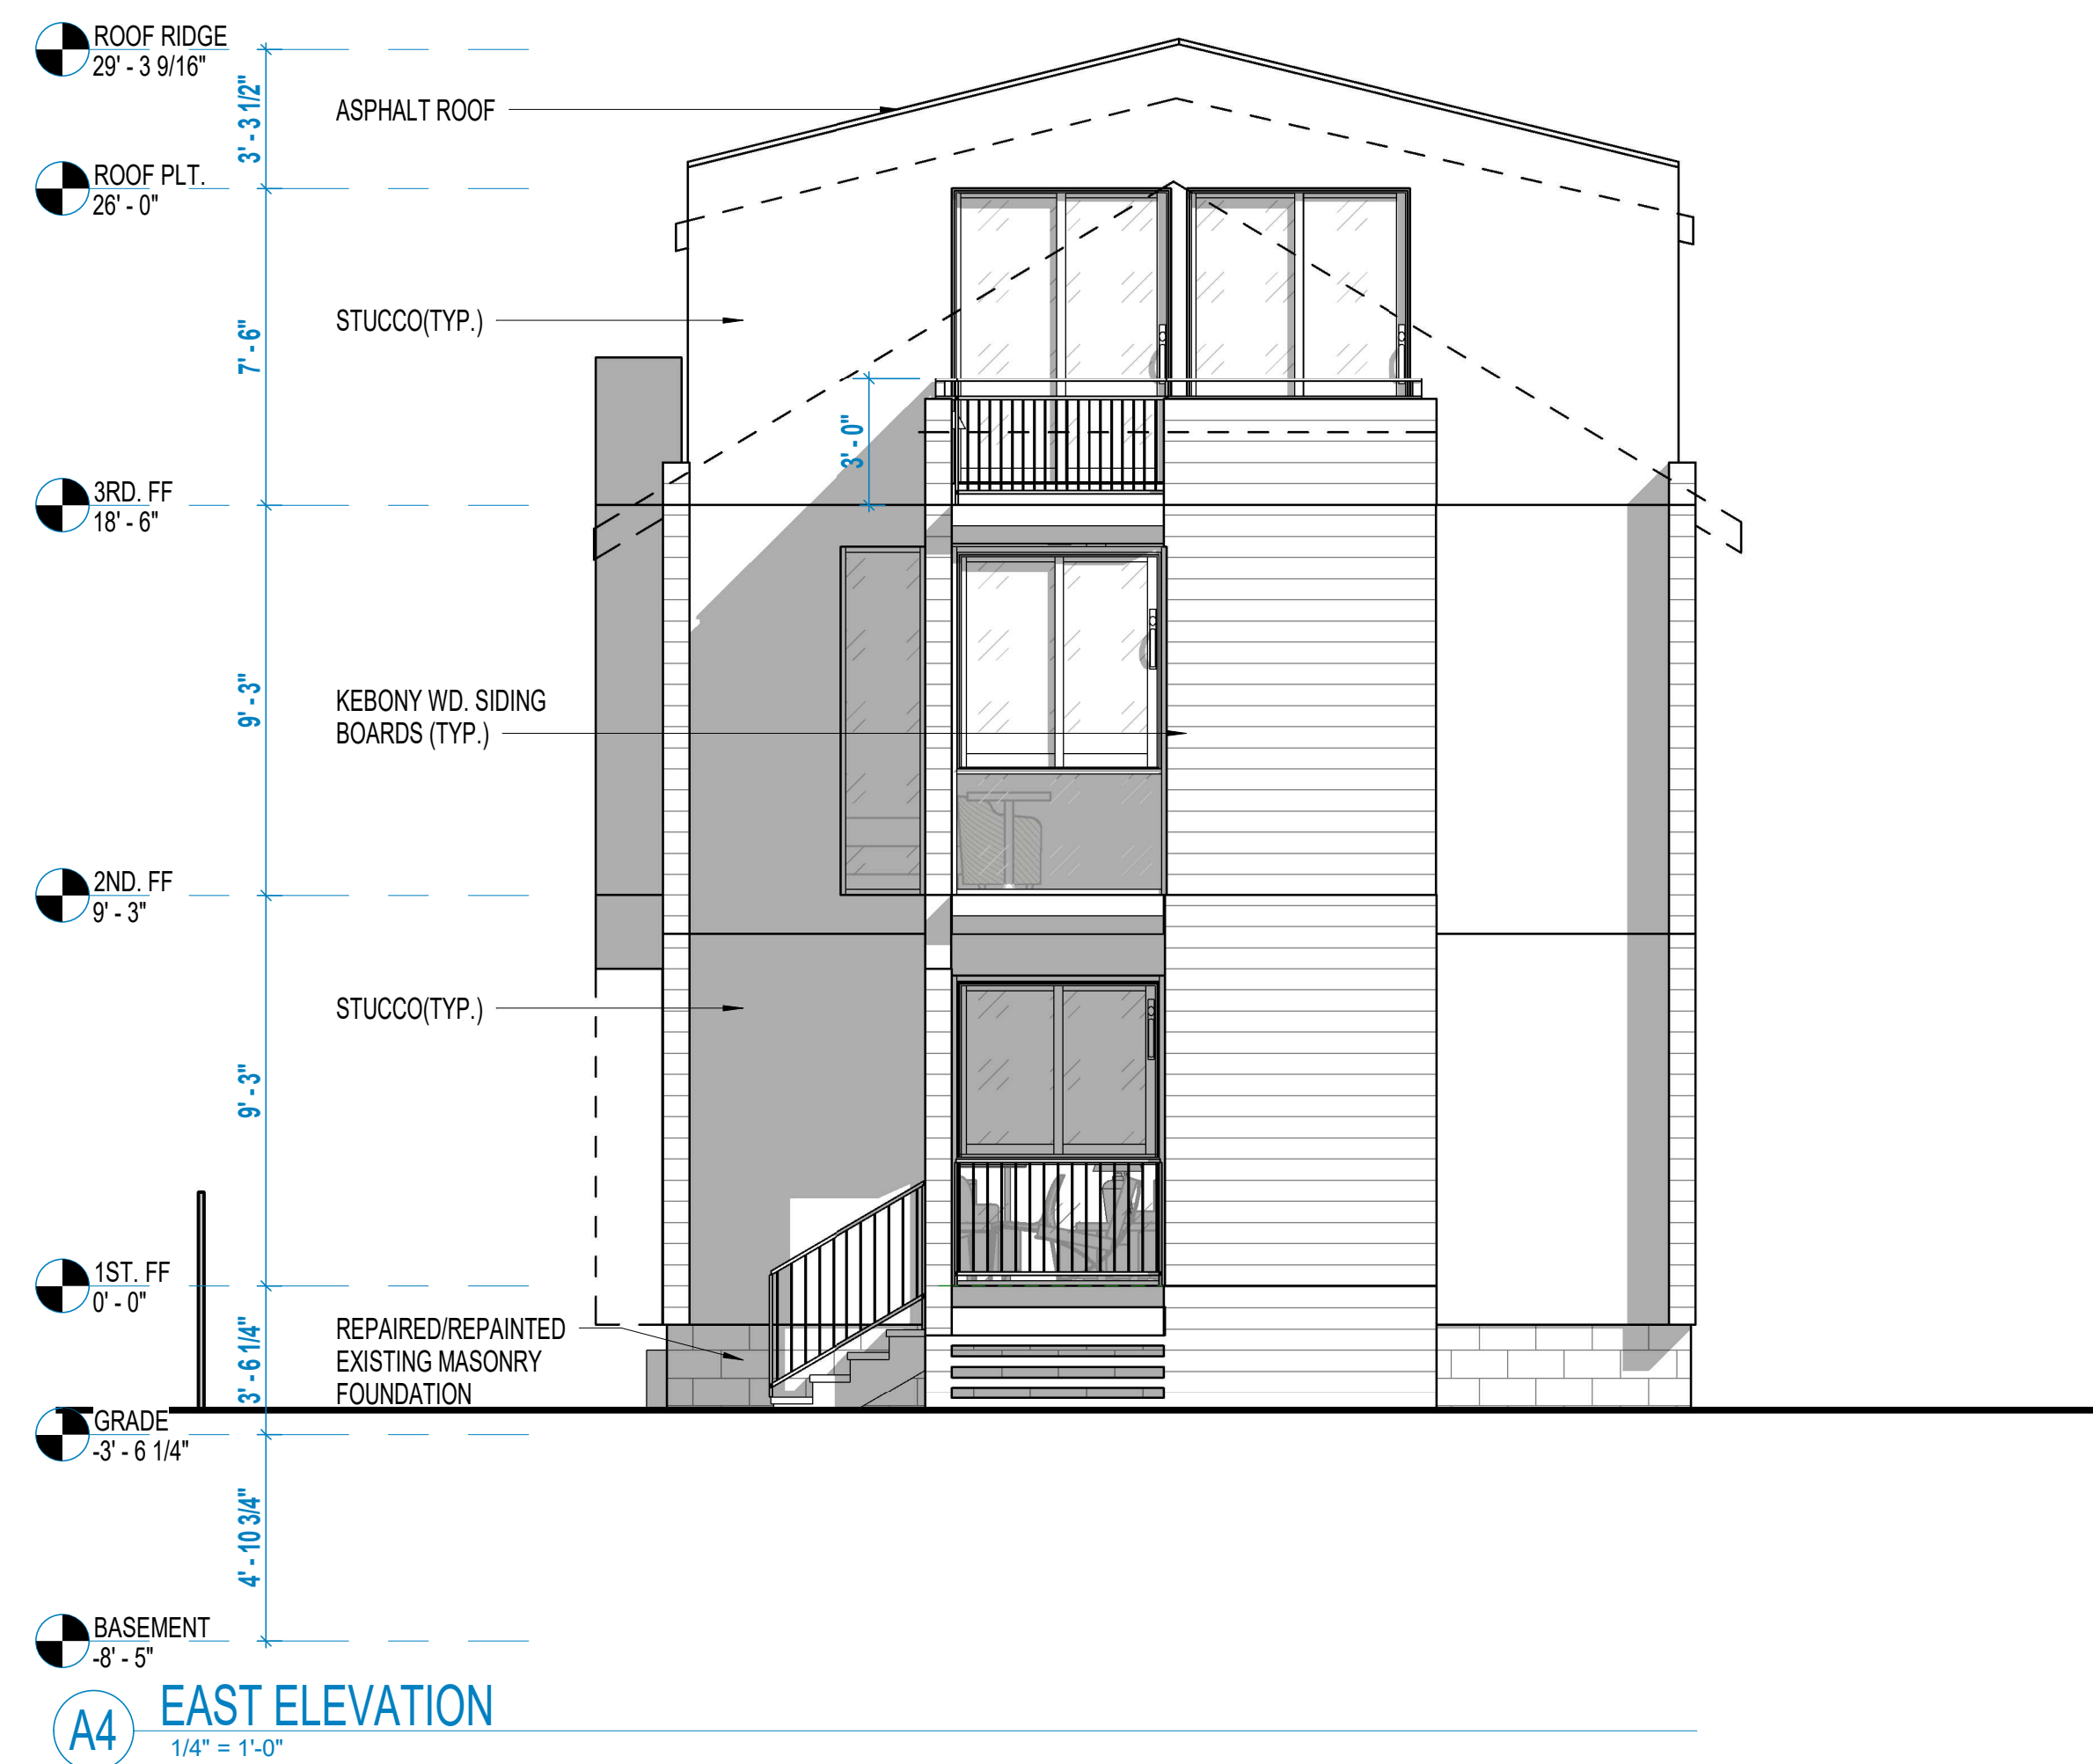 ROOF RIDGE
29' - 3 9/16"
3' - 3 1/2"
ASPHALT ROOF
ROOF PLT.
26' - 0"
7' - 6"
STUCCO(TYP.)
3' - 0"
3RD. FF
18' - 6"
9' - 3"
KEBONY WD. SIDING
BOARDS (TYP.)
2ND. FF
9' - 3"
STUCCO(TYP.)
9' - 3"
1ST. FF
0' - 0"
3' - 6 1/4"
REPAIRED/REPAINTED
EXISTING MASONRY
FOUNDATION
GRADE
-3' - 6 1/4"
4' - 10 3/4"
BASEMENT
-8' - 5"
A4
EAST ELEVATION
1/4" = 1'-0"